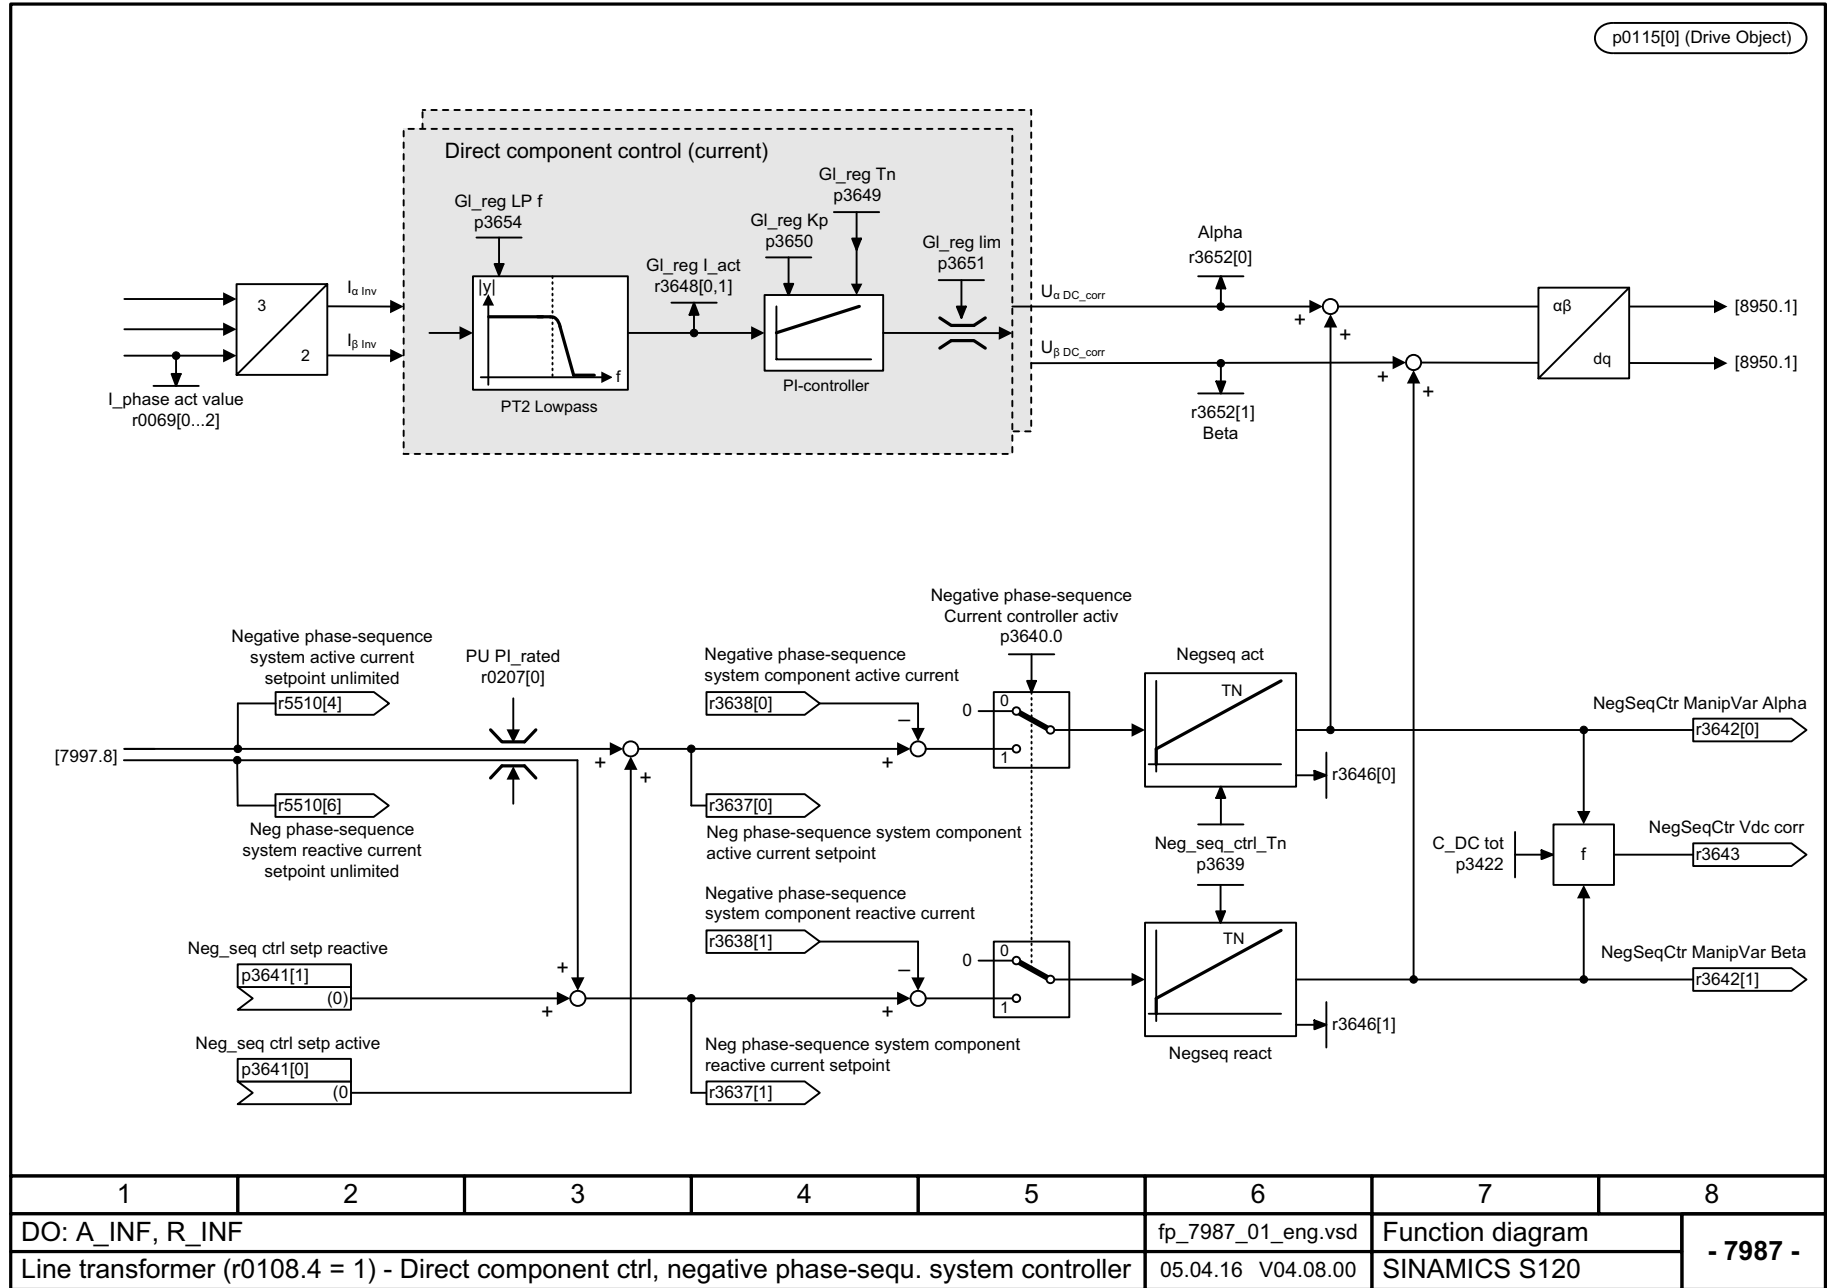 p0115[0] (Drive Object)
Direct component control (current)
Gl_reg LP f
p3654
Gl_reg Tn
p3649
Gl_reg Kp
p3650
Gl_reg lim
p3651
Gl_reg I_act
r3648[0,1]
|y|
f
PT2 Lowpass
PI-controller
3
2
Iα Inv
Iβ Inv
I_phase act value
r0069[0...2]
Uα DC_corr
Uβ DC_corr
Alpha
r3652[0]
r3652[1]
Beta
+
+
+
+
αβ
dq
[8950.1]
[8950.1]
Negative phase-sequence
system active current
setpoint unlimited
r5510[4]
PU PI_rated
r0207[0]
[7997.8]
r5510[6]
Neg phase-sequence
system reactive current
setpoint unlimited
+
+
Negative phase-sequence
system component active current
r3638[0]
–
+
r3637[0]
Neg phase-sequence system component
active current setpoint
Negative phase-sequence
Current controller activ
p3640.0
0
0
1
Negseq act
TN
r3646[0]
Neg_seq_ctrl_Tn
p3639
NegSeqCtr ManipVar Alpha
r3642[0]
C_DC tot
p3422
f
NegSeqCtr Vdc corr
r3643
Neg_seq ctrl setp reactive
p3641[1]
(0)
+
+
Neg_seq ctrl setp active
p3641[0]
(0
Negative phase-sequence
system component reactive current
r3638[1]
–
+
Neg phase-sequence system component
reactive current setpoint
r3637[1]
0
0
1
TN
Negseq react
r3646[1]
NegSeqCtr ManipVar Beta
r3642[1]
1 2 3 4 5 6 7 8
DO: A_INF, R_INF
fp_7987_01_eng.vsd
Function diagram
- 7987 -
Line transformer (r0108.4 = 1) - Direct component ctrl, negative phase-sequ. system controller
05.04.16 V04.08.00
SINAMICS S120